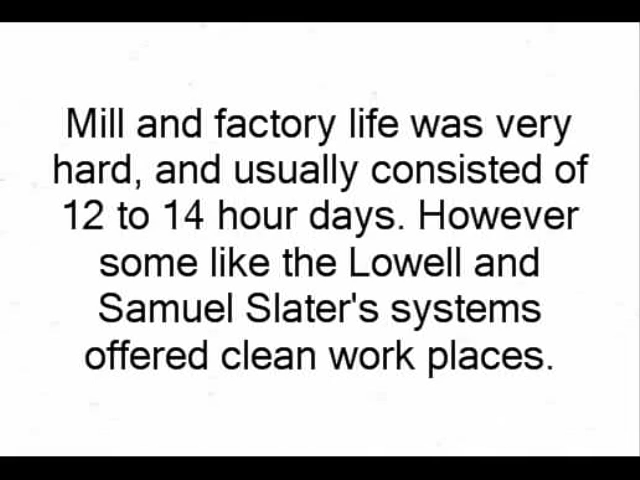 Mill and factory life was very
hard, and usually consisted of
12 to 14 hour days. However
some like the Lowell and
Samuel Slater's systems
offered clean work places.